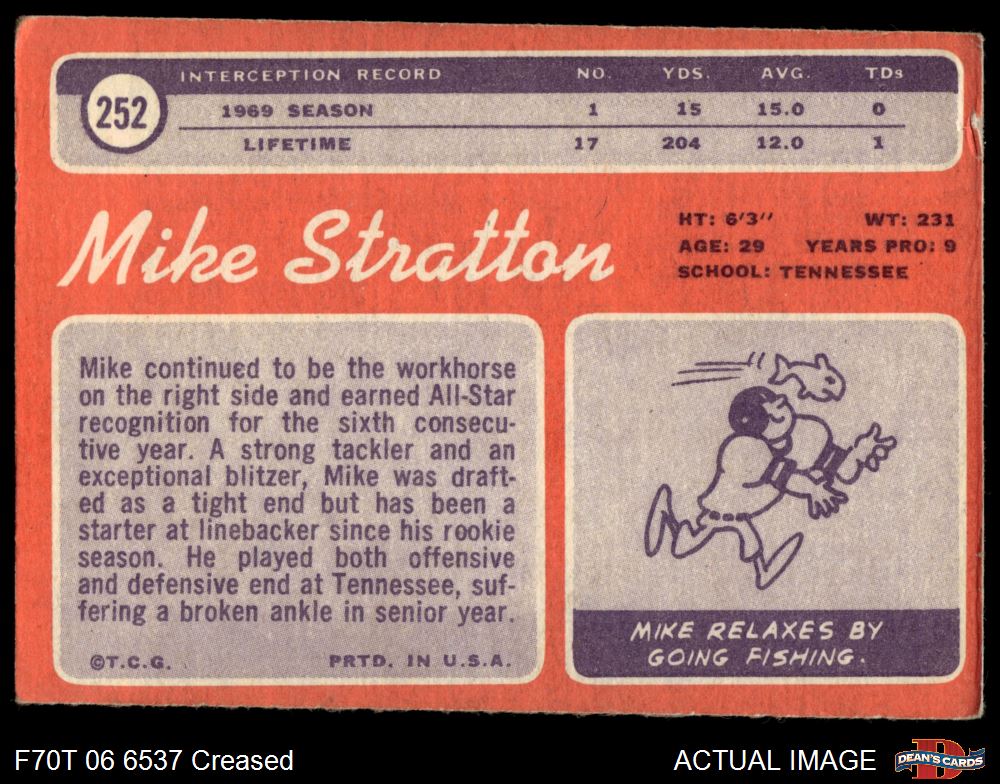 252
INTERCEPTION RECORD NO. YDS. AVG. TDs
1969 SEASON 1 15 15.0 0
LIFETIME 17 204 12.0 1
Mike Stratton
HT: 6'3" WT: 231
AGE: 29 YEARS PRO: 9
SCHOOL: TENNESSEE
Mike continued to be the workhorse
on the right side and earned All-Star
recognition for the sixth consecu-
tive year. A strong tackler and an
exceptional blitzer, Mike was draft-
ed as a tight end but has been a
starter at linebacker since his rookie
season. He played both offensive
and defensive end at Tennessee, suf-
fering a broken ankle in senior year.
©T.C.G. PRTD. IN U.S.A.
MIKE RELAXES BY
GOING FISHING.
F70T 06 6537 Creased
ACTUAL IMAGE
D
DEAN'S CARDS